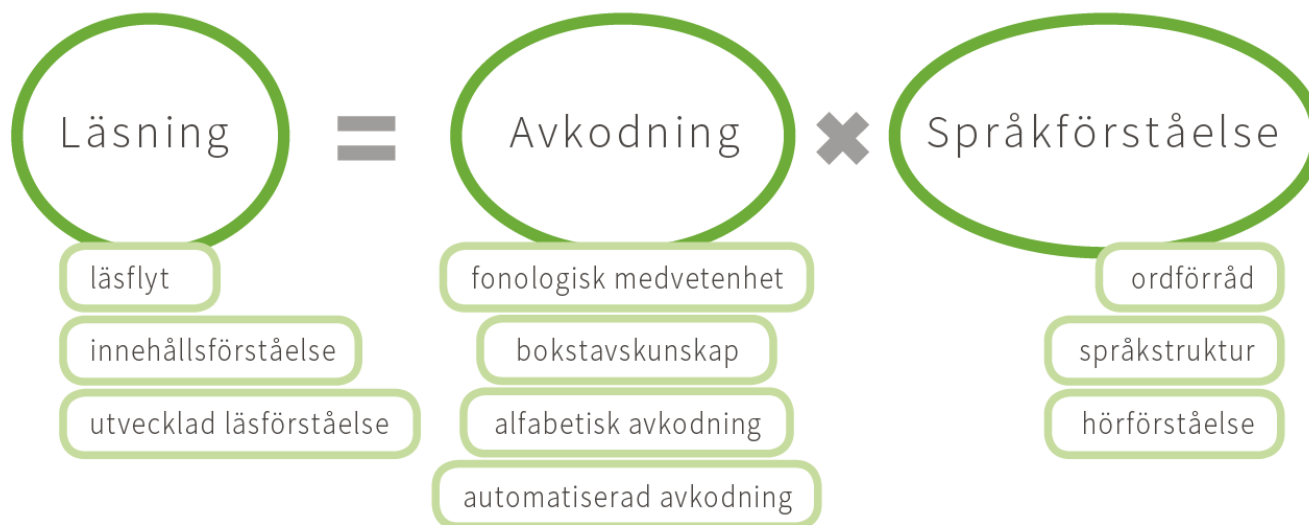 Läsning = Avkodning × Språkförståelse
läsflyt
innehållsförståelse
utvecklad läsförståelse
fonologisk medvetenhet
bokstavskunskap
alfabetisk avkodning
automatiserad avkodning
ordförråd
språkstruktur
hörförståelse